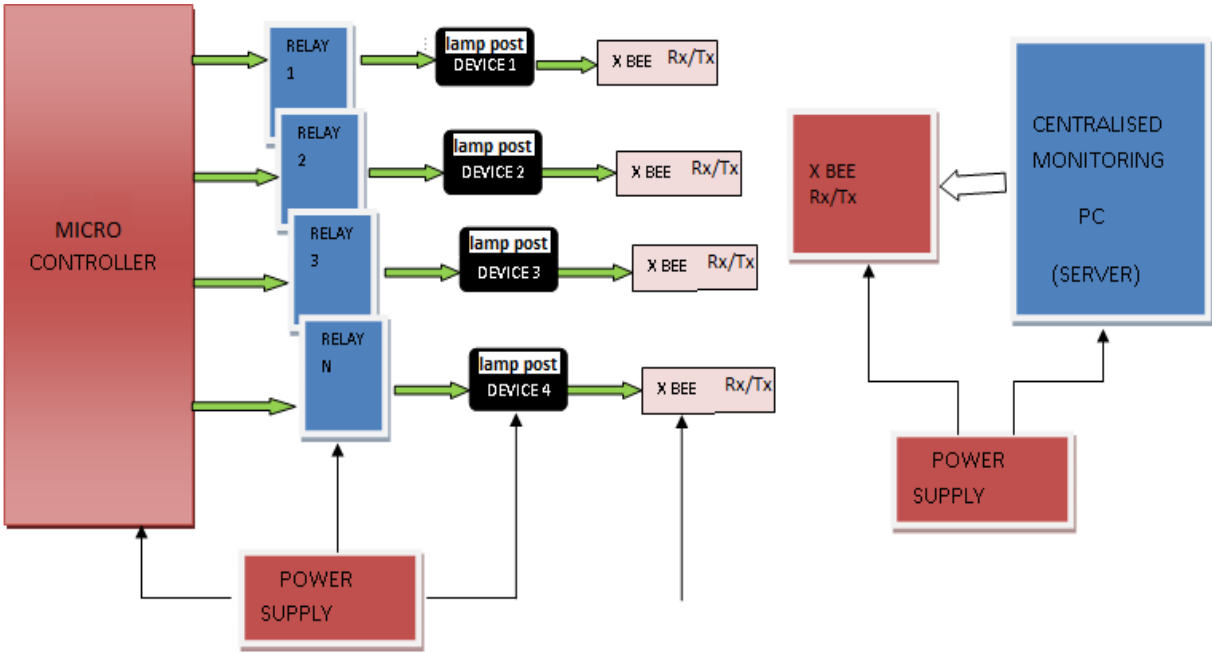 MICRO
CONTROLLER
RELAY
1
lamp post
DEVICE 1
X BEE Rx/Tx
RELAY
2
lamp post
DEVICE 2
X BEE Rx/Tx
RELAY
3
lamp post
DEVICE 3
X BEE Rx/Tx
RELAY
N
lamp post
DEVICE 4
X BEE Rx/Tx
POWER
SUPPLY
X BEE
Rx/Tx
CENTRALISED
MONITORING
PC
(SERVER)
POWER
SUPPLY